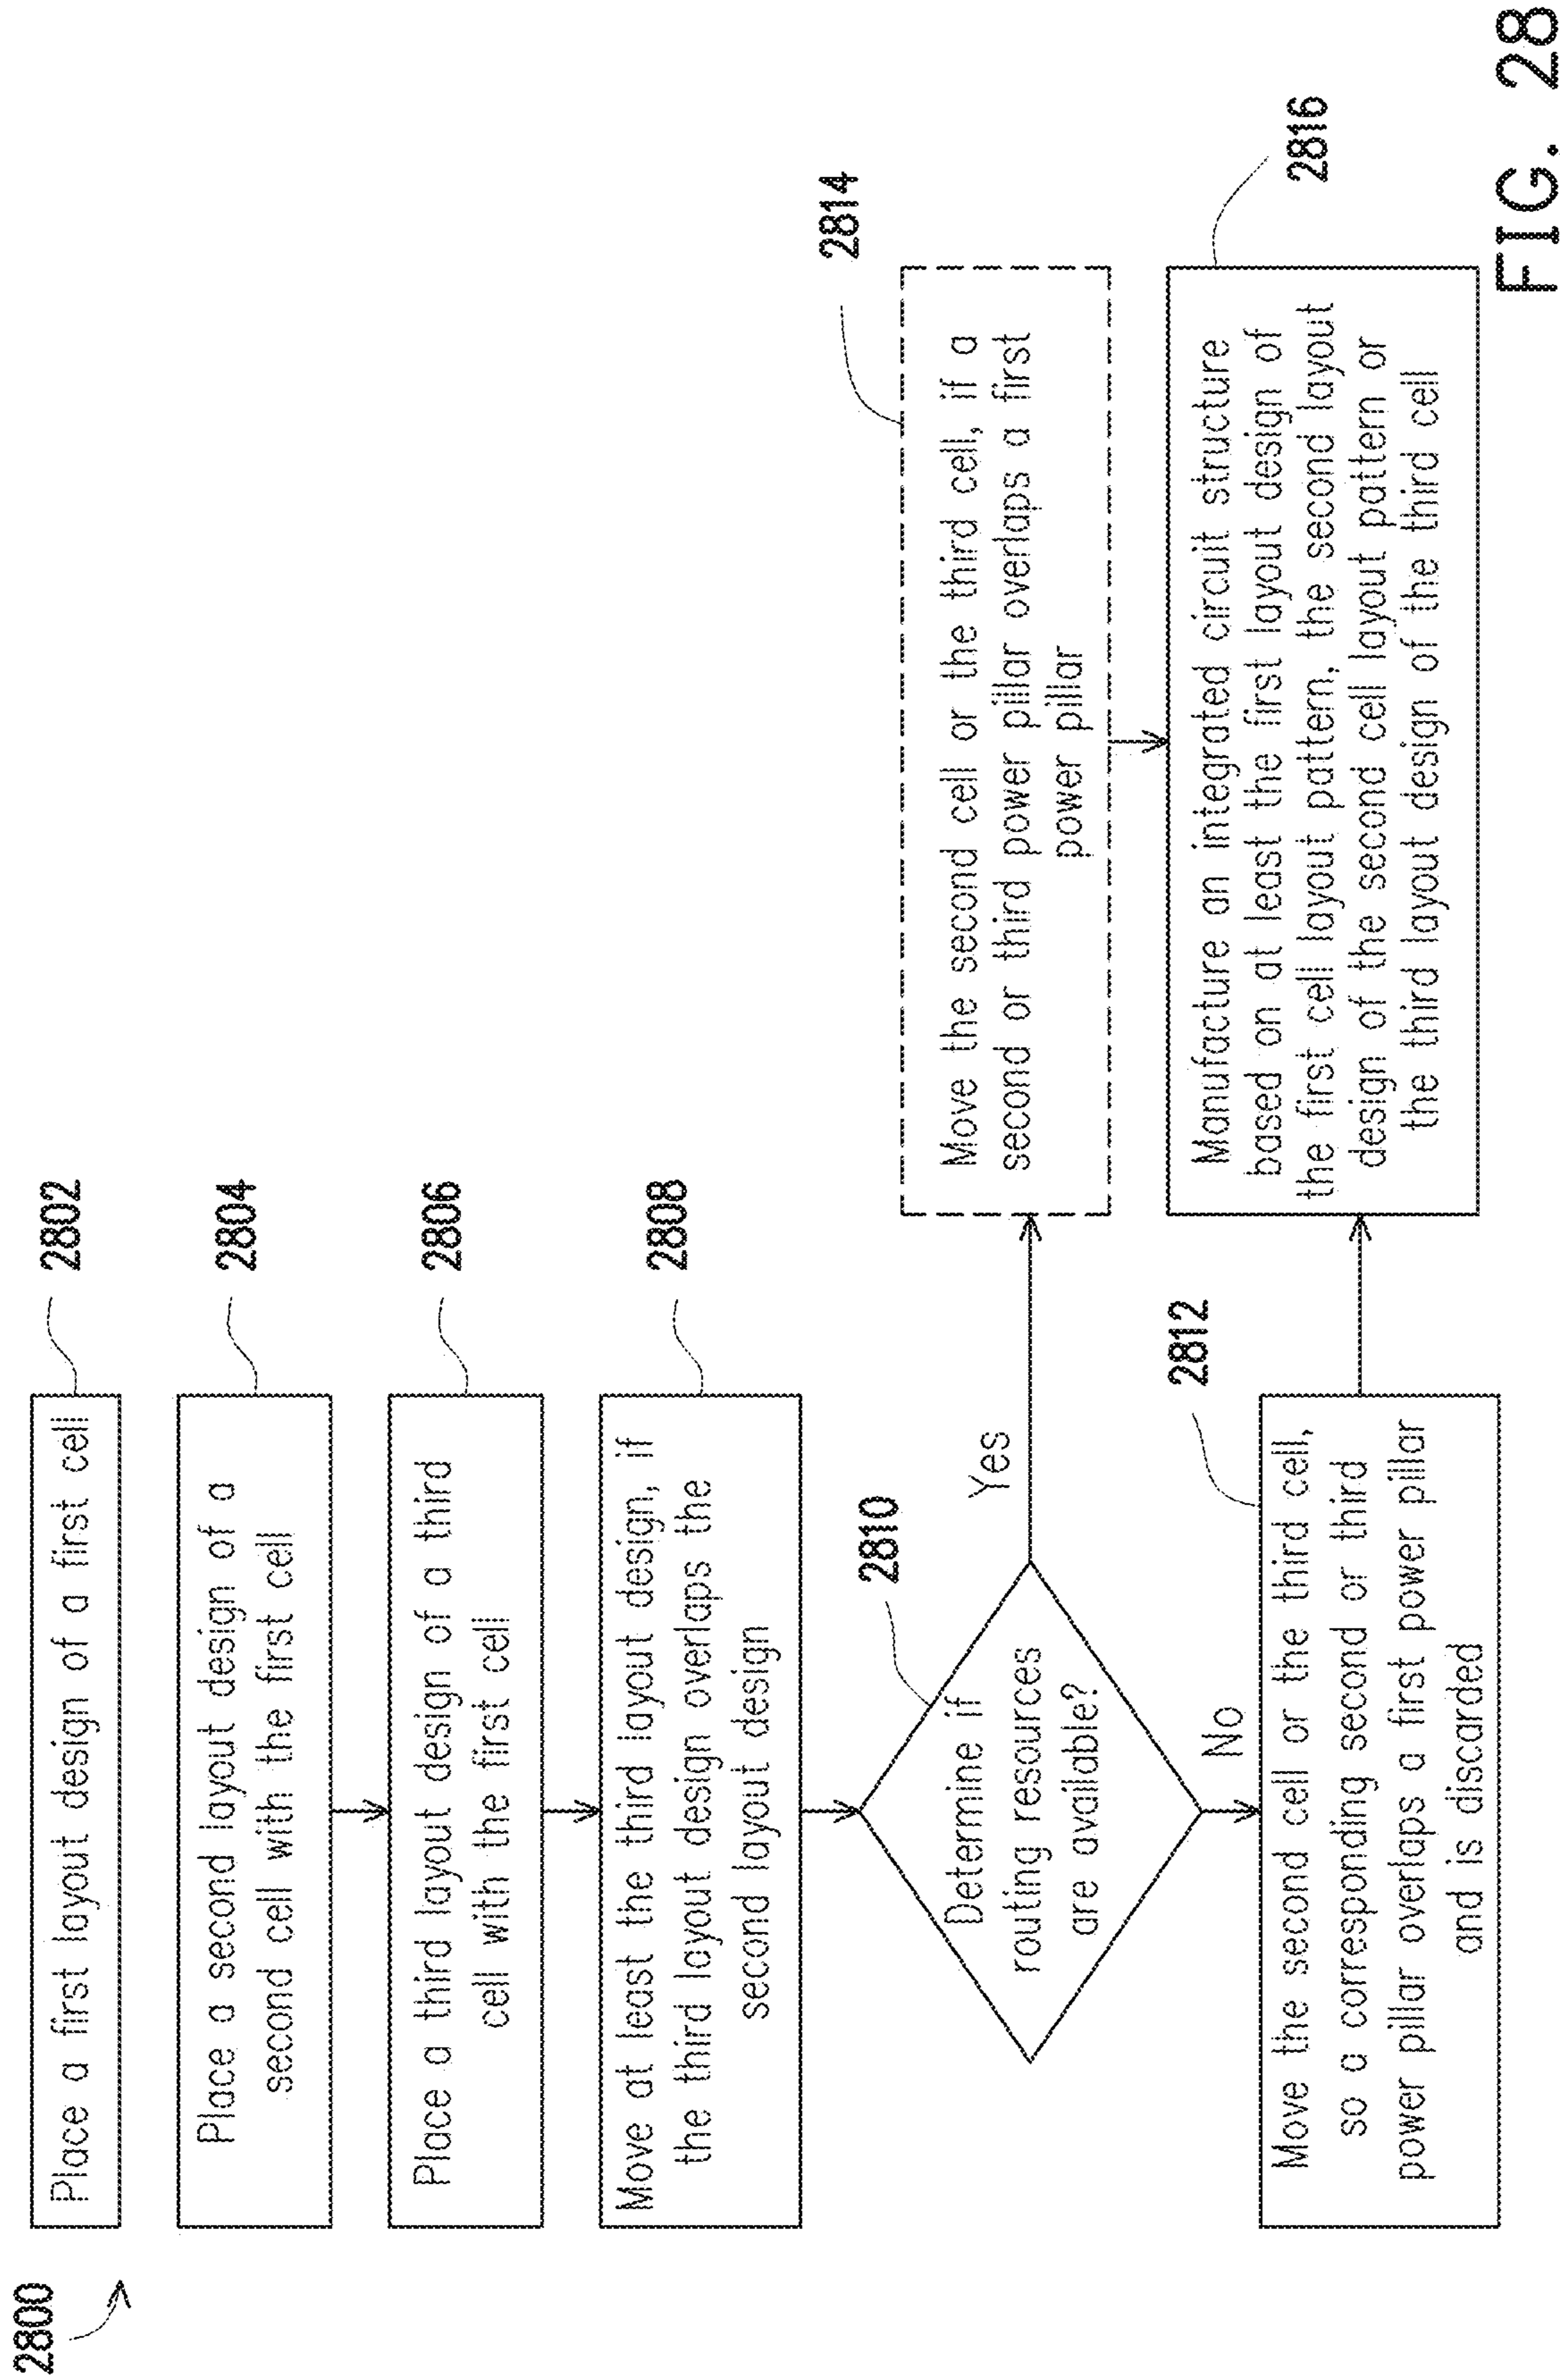 2800
2802
Place a first layout design of a first cell
2804
Place a second layout design of a
second cell with the first cell
2806
Place a third layout design of a third
cell with the first cell
2808
Move at least the third layout design, if
the third layout design overlaps the
second layout design
2810
Determine if
routing resources
are available?
Yes
No
2812
Move the second cell or the third cell,
so a corresponding second or third
power pillar overlaps a first power pillar
and is discarded
2814
Move the second cell or the third cell, if a
second or third power pillar overlaps a first
power pillar
2816
Manufacture an integrated circuit structure
based on at least the first layout design of
the first cell layout pattern, the second layout
design of the second cell layout pattern or
the third layout design of the third cell
FIG. 28